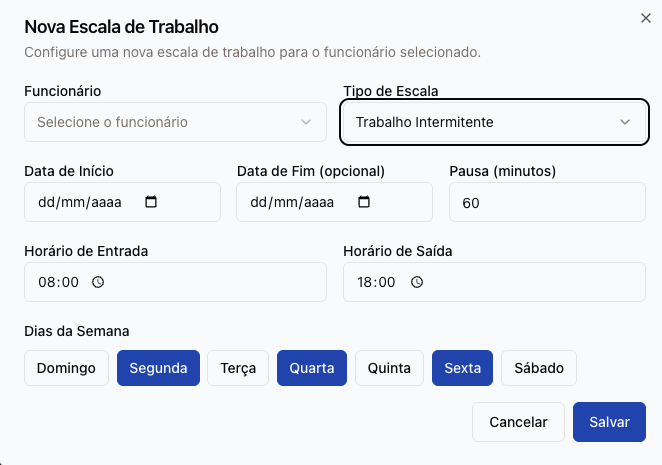 Nova Escala de Trabalho
Configure uma nova escala de trabalho para o funcionário selecionado.
Funcionário
Tipo de Escala
Selecione o funcionário
Trabalho Intermitente
Data de Início
Data de Fim (opcional)
Pausa (minutos)
dd/mm/aaaa
dd/mm/aaaa
60
Horário de Entrada
Horário de Saída
08:00
18:00
Dias da Semana
Domingo
Segunda
Terça
Quarta
Quinta
Sexta
Sábado
Cancelar
Salvar